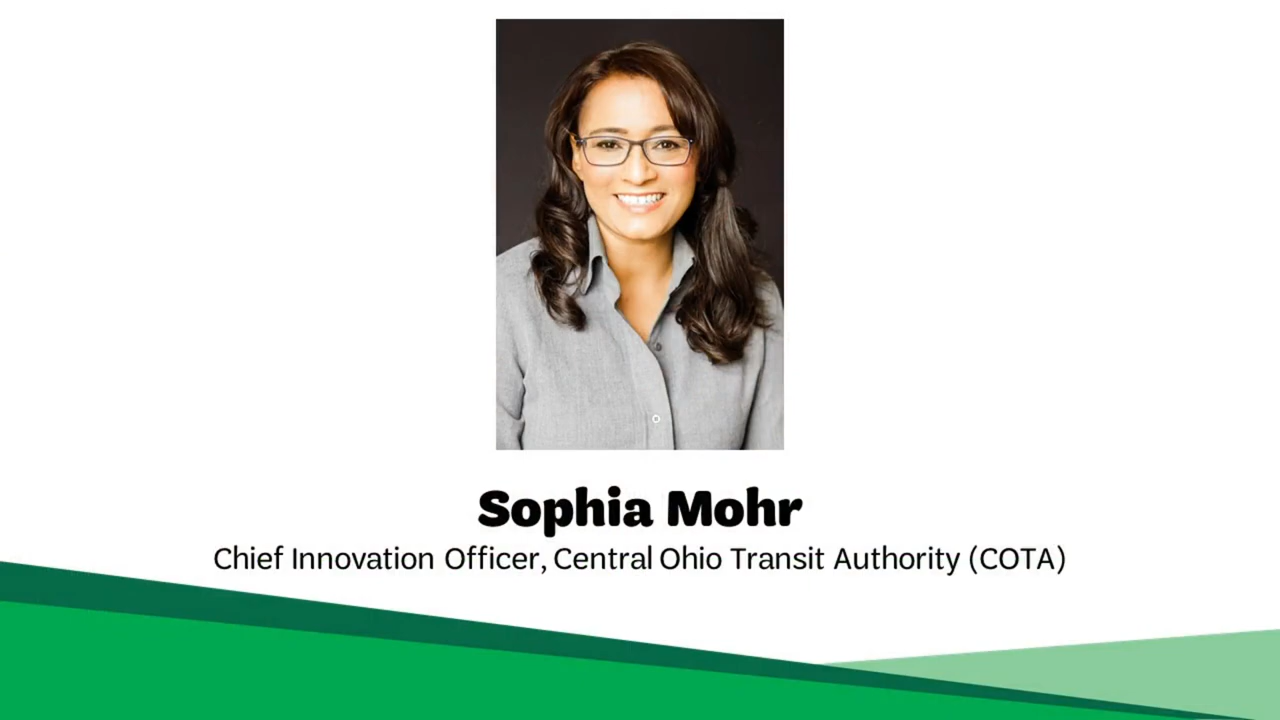 Sophia Mohr
Chief Innovation Officer, Central Ohio Transit Authority (COTA)